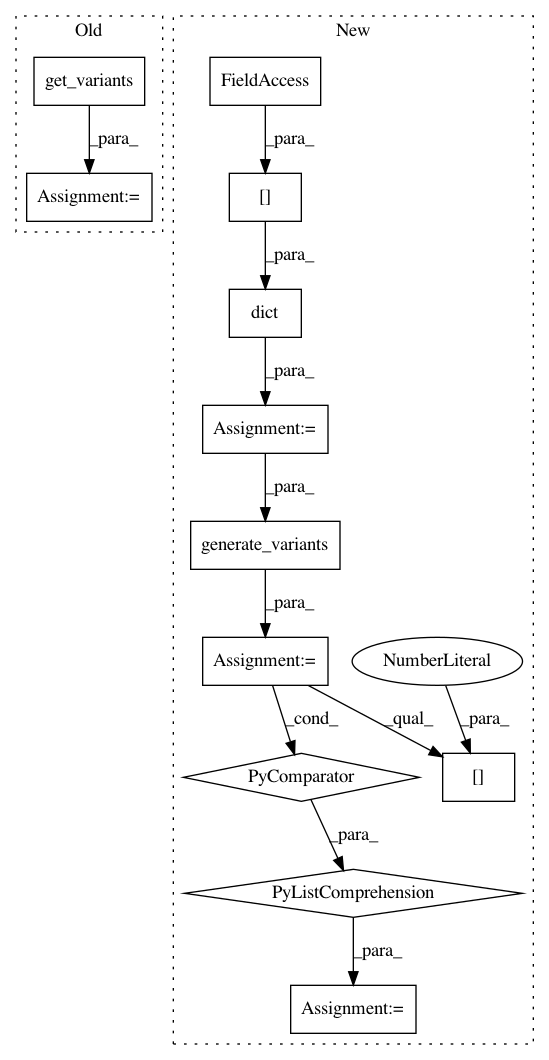 Old
New
get_variants
FieldAccess
_para_
_para_
Assignment:=
[]
_para_
dict
_para_
Assignment:=
_para_
generate_variants
_para_
Assignment:=
NumberLiteral
_cond_
_qual_
_para_
PyComparator
[]
_para_
PyListComprehension
_para_
Assignment:=